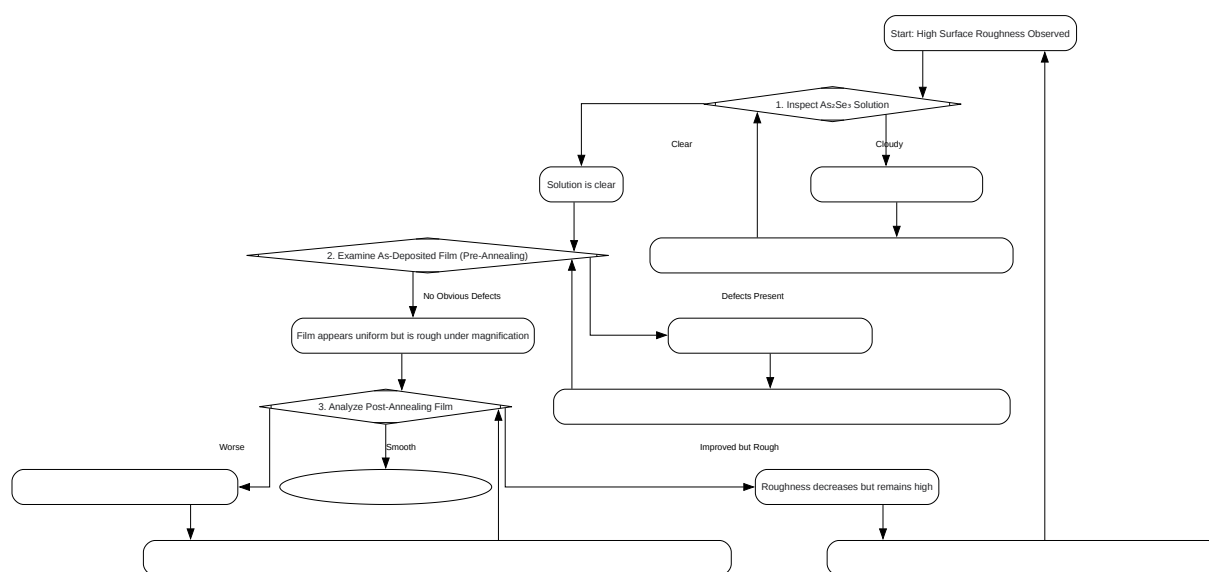 Start: High Surface Roughness Observed
1. Inspect As₂Se₃ Solution
Clear
Cloudy
Solution is clear
2. Examine As-Deposited Film (Pre-Annealing)
No Obvious Defects
Defects Present
Film appears uniform but is rough under magnification
3. Analyze Post-Annealing Film
Worse
Smooth
Improved but Rough
Roughness decreases but remains high